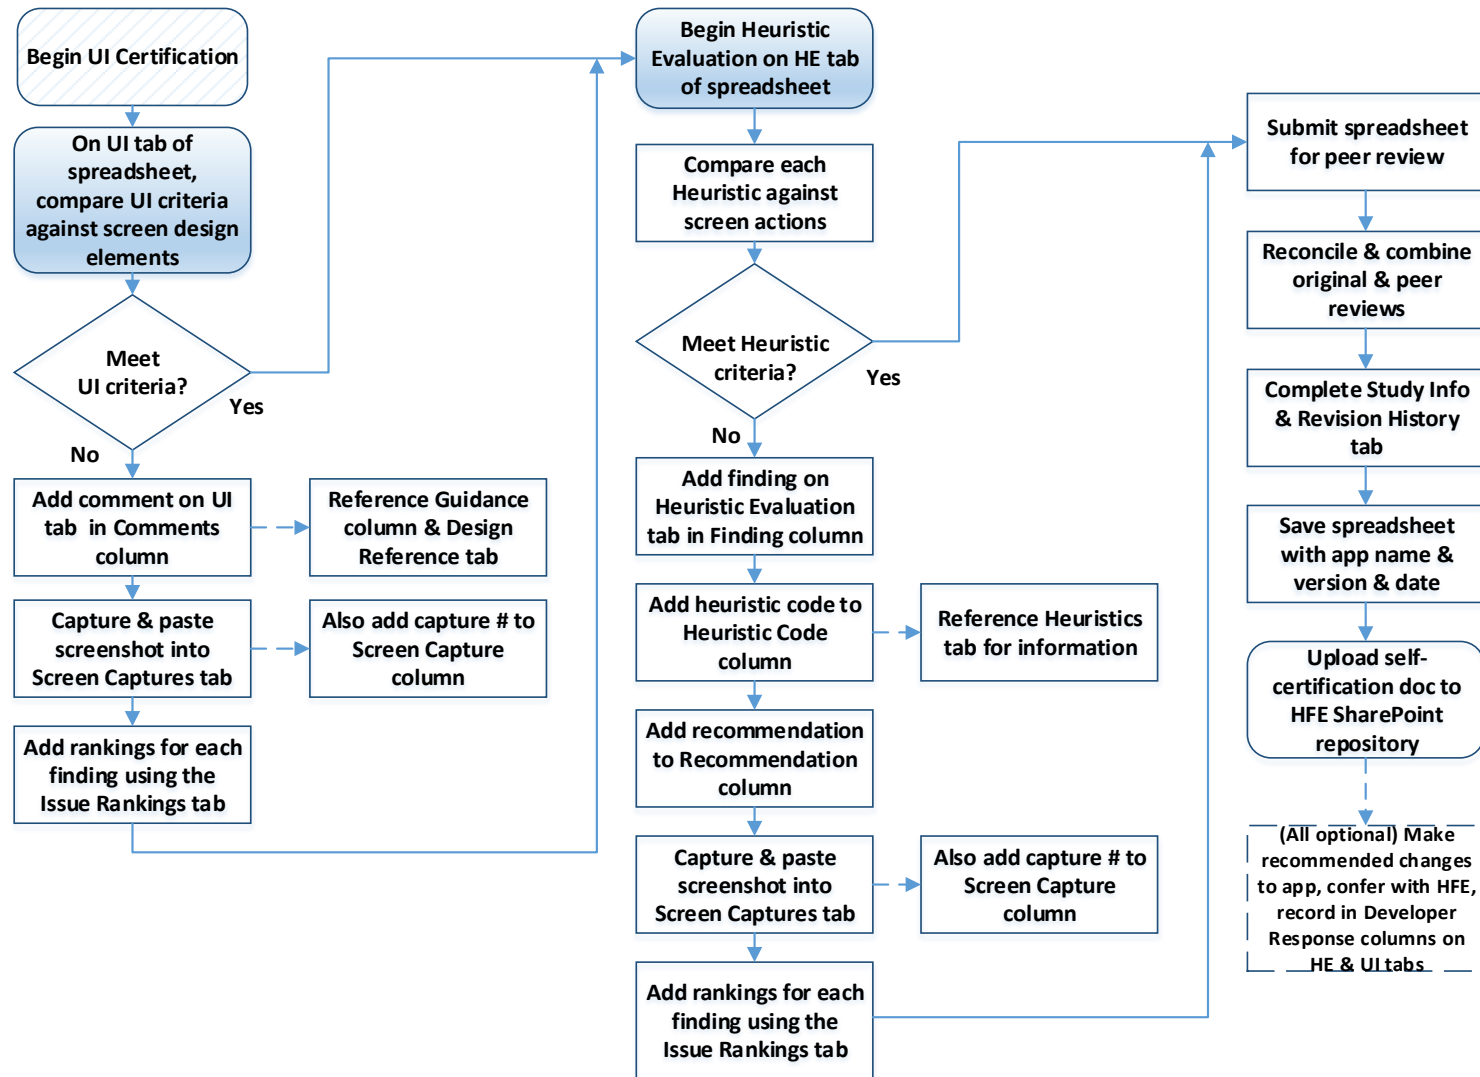 Begin UI Certification
On UI tab of
spreadsheet,
compare UI criteria
against screen design
elements
Meet
UI criteria?
Yes
No
Add comment on UI
tab in Comments
column
Reference Guidance
column & Design
Reference tab
Capture & paste
screenshot into
Screen Captures tab
Also add capture # to
Screen Capture
column
Add rankings for each
finding using the
Issue Rankings tab
Begin Heuristic
Evaluation on HE tab
of spreadsheet
Compare each
Heuristic against
screen actions
Meet Heuristic
criteria?
Yes
No
Add finding on
Heuristic Evaluation
tab in Finding column
Add heuristic code to
Heuristic Code
column
Reference Heuristics
tab for information
Add recommendation
to Recommendation
column
Capture & paste
screenshot into
Screen Captures tab
Also add capture # to
Screen Capture
column
Add rankings for each
finding using the
Issue Rankings tab
Submit spreadsheet
for peer review
Reconcile & combine
original & peer
reviews
Complete Study Info
& Revision History
tab
Save spreadsheet
with app name &
version & date
Upload self-
certification doc to
HFE SharePoint
repository
(All optional) Make
recommended changes
to app, confer with HFE,
record in Developer
Response columns on
HE & UI tabs